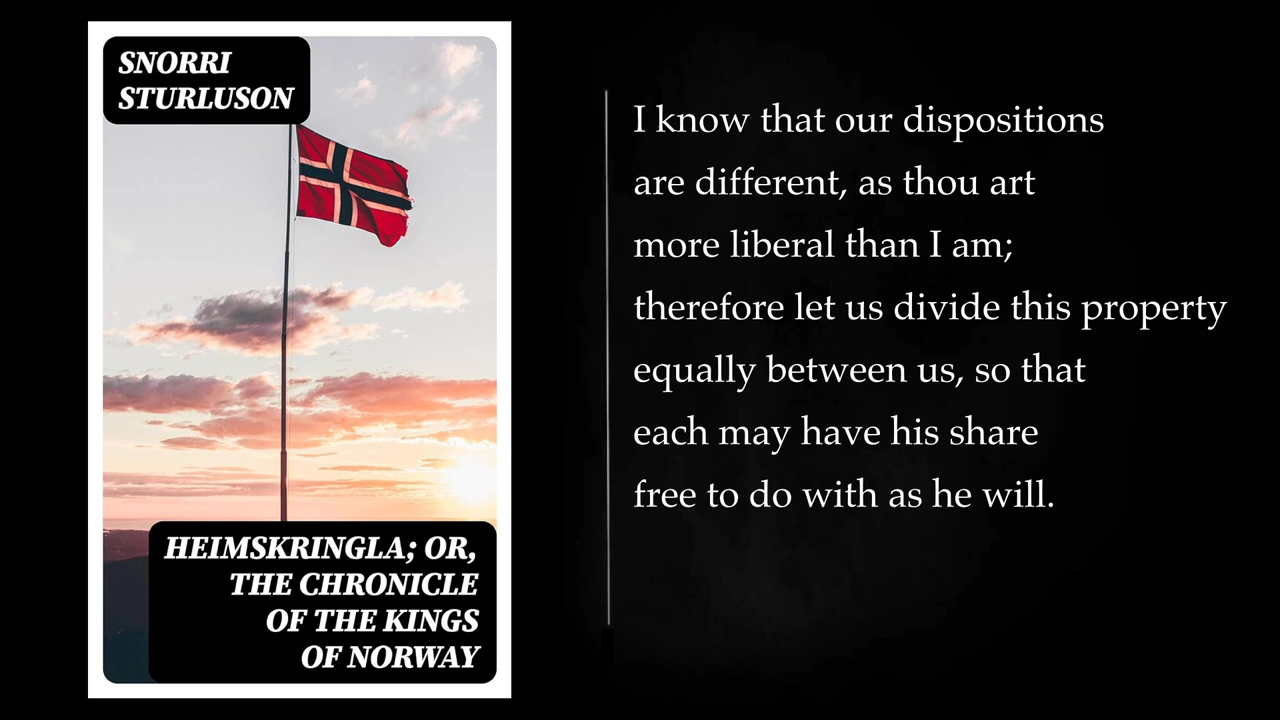 SNORRI
STURLUSON
HEIMSKRINGLA; OR,
THE CHRONICLE
OF THE KINGS
OF NORWAY
I know that our dispositions
are different, as thou art
more liberal than I am;
therefore let us divide this property
equally between us, so that
each may have his share
free to do with as he will.